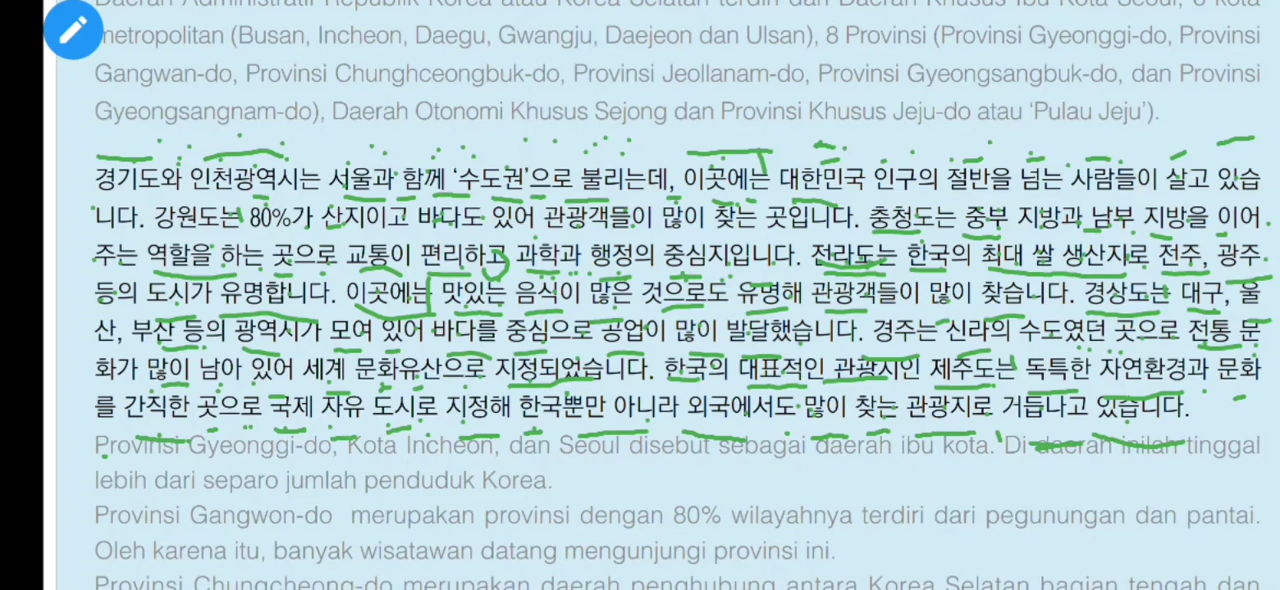 Daerah Administratif Republik Korea atau Korea Selatan terdiri dari Daerah Khusus Ibu Kota Seoul, 6 kota
metropolitan (Busan, Incheon, Daegu, Gwangju, Daejeon dan Ulsan), 8 Provinsi (Provinsi Gyeonggi-do, Provinsi
Gangwan-do, Provinsi Chunghceongbuk-do, Provinsi Jeollanam-do, Provinsi Gyeongsangbuk-do, dan Provinsi
Gyeongsangnam-do), Daerah Otonomi Khusus Sejong dan Provinsi Khusus Jeju-do atau ‘Pulau Jeju’).
경기도와 인천광역시는 서울과 함께 ‘수도권’으로 불리는데, 이곳에는 대한민국 인구의 절반을 넘는 사람들이 살고 있습
니다. 강원도는 80%가 산지이고 바다도 있어 관광객들이 많이 찾는 곳입니다. 충청도는 중부 지방과 남부 지방을 이어
주는 역할을 하는 곳으로 교통이 편리하고 과학과 행정의 중심지입니다. 전라도는 한국의 최대 쌀 생산지로 전주, 광주
등의 도시가 유명합니다. 이곳에는 맛있는 음식이 많은 것으로도 유명해 관광객들이 많이 찾습니다. 경상도는 대구, 울
산, 부산 등의 광역시가 모여 있어 바다를 중심으로 공업이 많이 발달했습니다. 경주는 신라의 수도였던 곳으로 전통 문
화가 많이 남아 있어 세계 문화유산으로 지정되었습니다. 한국의 대표적인 관광지인 제주도는 독특한 자연환경과 문화
를 간직한 곳으로 국제 자유 도시로 지정해 한국뿐만 아니라 외국에서도 많이 찾는 관광지로 거듭나고 있습니다.
Provinsi Gyeonggi-do, Kota Incheon, dan Seoul disebut sebagai daerah ibu kota. Di daerah inilah tinggal
lebih dari separo jumlah penduduk Korea.
Provinsi Gangwon-do merupakan provinsi dengan 80% wilayahnya terdiri dari pegunungan dan pantai.
Oleh karena itu, banyak wisatawan datang mengunjungi provinsi ini.
Provinsi Chungcheong-do merupakan daerah penghubung antara Korea Selatan bagian tengah dan